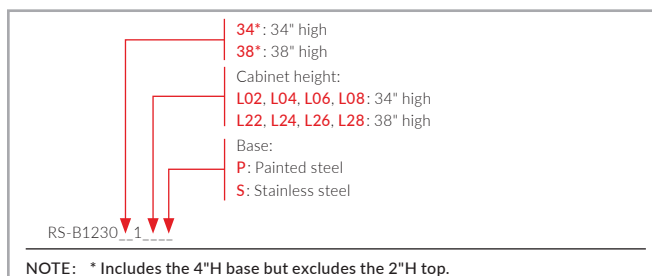 34*: 34" high
38*: 38" high
Cabinet height:
L02, L04, L06, L08: 34" high
L22, L24, L26, L28: 38" high
Base:
P: Painted steel
S: Stainless steel
RS-B1230__1____
NOTE: * Includes the 4"H base but excludes the 2"H top.